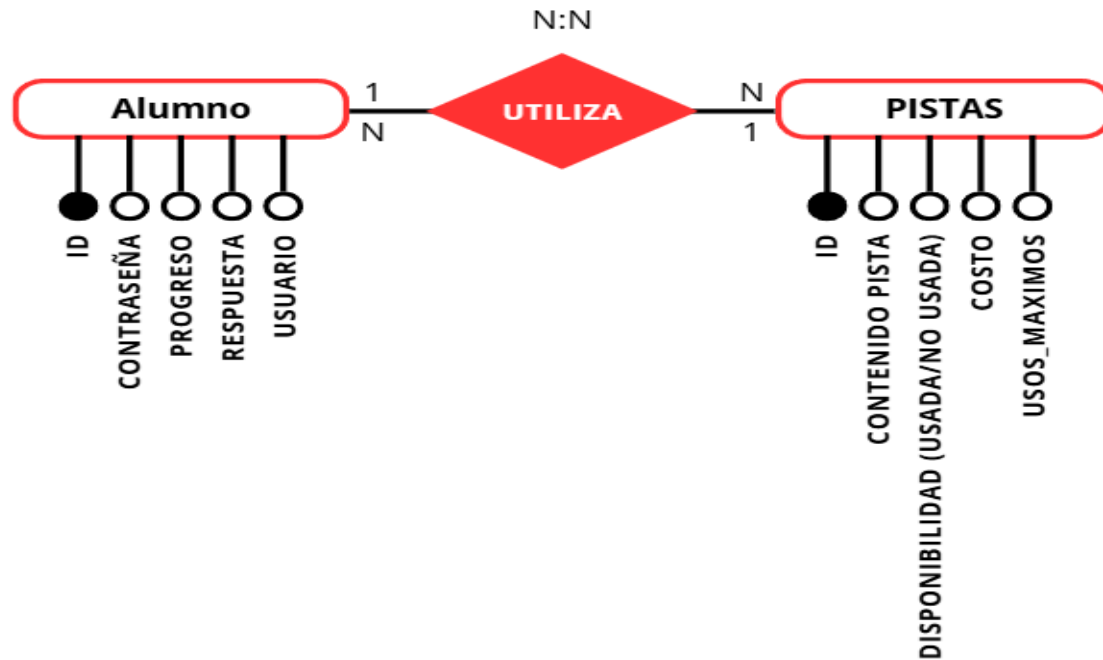 N:N
Alumno
1
N
UTILIZA
N
1
PISTAS
ID
CONTRASEÑA
PROGRESO
RESPUESTA
USUARIO
ID
CONTENIDO PISTA
DISPONIBILIDAD (USADA/NO USADA)
COSTO
USOS_MAXIMOS